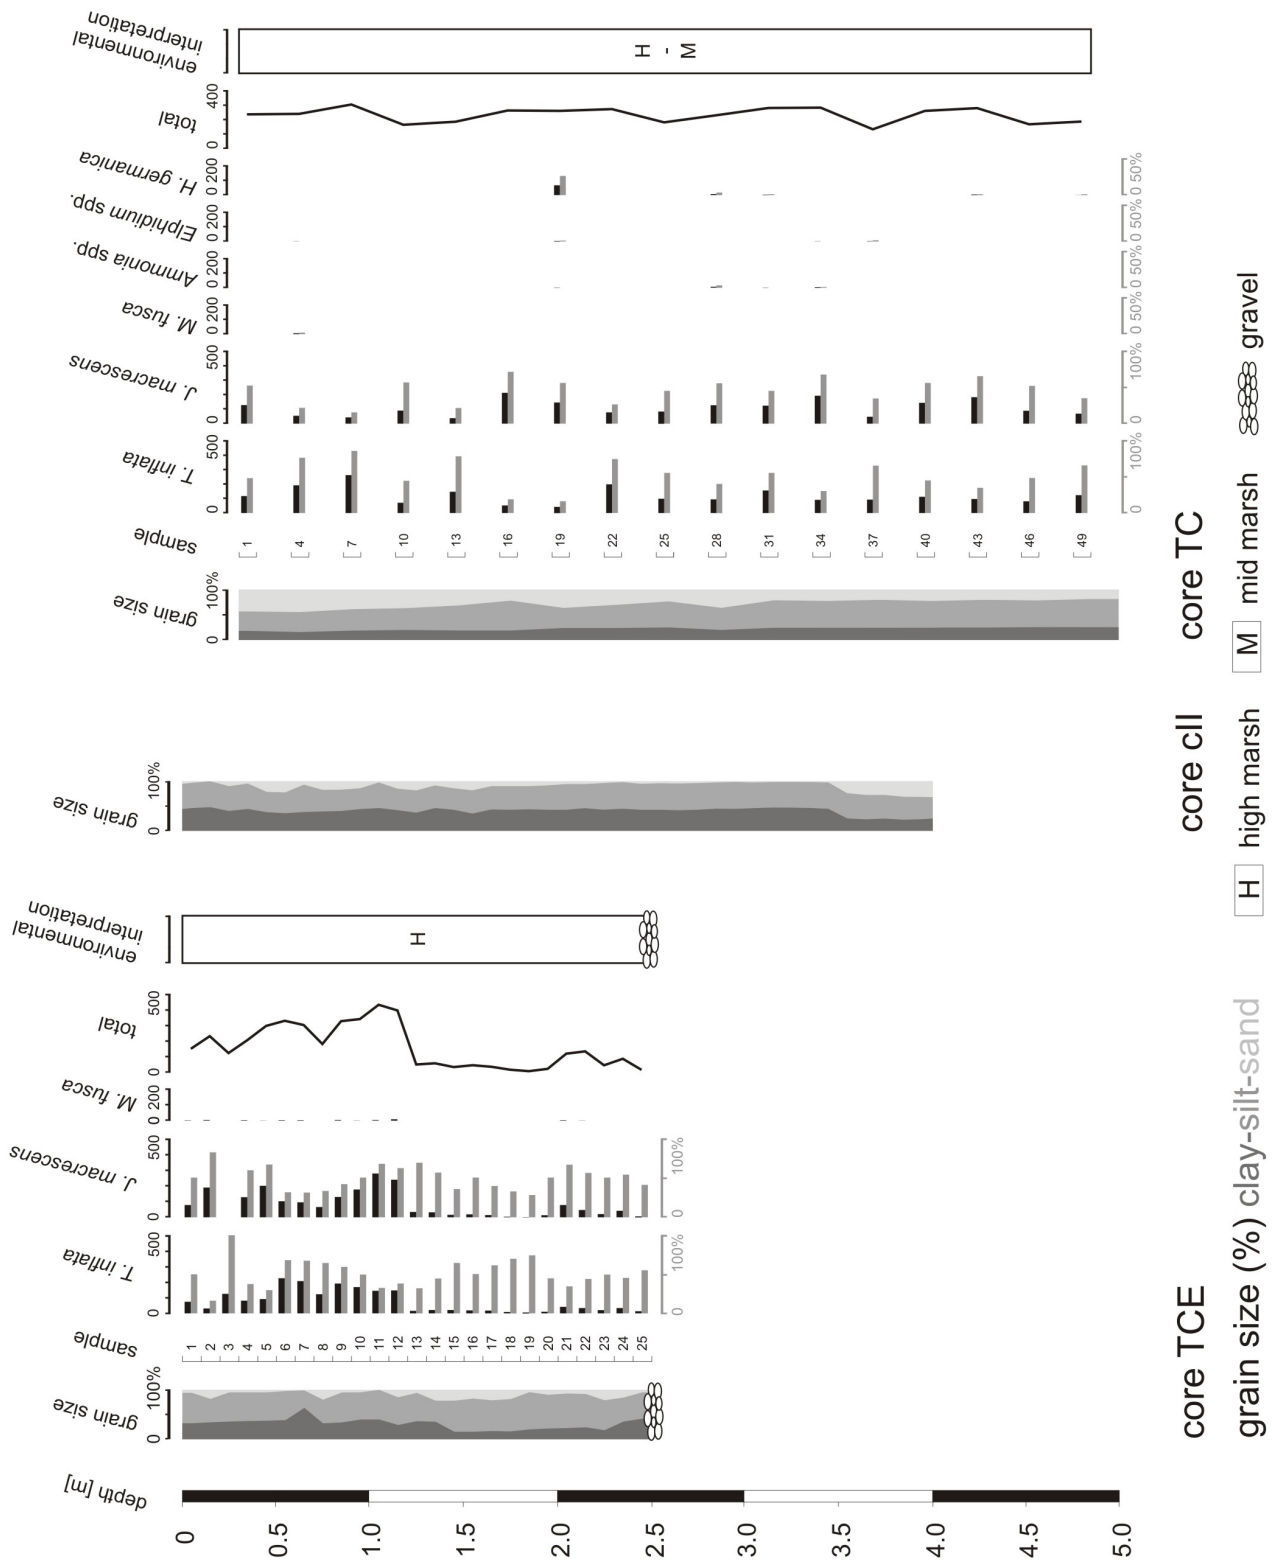 depth [m]
0
0.5
1.0
1.5
2.0
2.5
3.0
3.5
4.0
4.5
5.0
grain size
0 100%
sample
1
2
3
4
5
6
7
8
9
10
11
12
13
14
15
16
17
18
19
20
21
22
23
24
25
T. inflata
0 500
0 100%
J. macrescens
0 500
0 100%
M. fusca
0 200
total
0 500
environmental
interpretation
H
core TCE
grain size
0 100%
core cII
grain size
0 100%
sample
1
4
7
10
13
16
19
22
25
28
31
34
37
40
43
46
49
T. inflata
0 500
0 100%
J. macrescens
0 500
0 100%
M. fusca
0 200
0 50%
Ammonia spp.
0 200
0 50%
Elphidium spp.
0 200
0 50%
H. germanica
0 200
0 50%
total
0 400
environmental
interpretation
H - M
core TC
grain size (%) clay-silt-sand H high marsh M mid marsh gravel